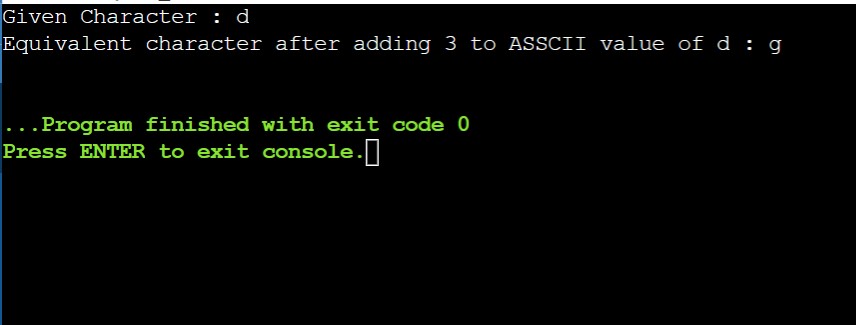 Given Character : d
Equivalent character after adding 3 to ASSCII value of d : g
...Program finished with exit code 0
Press ENTER to exit console.